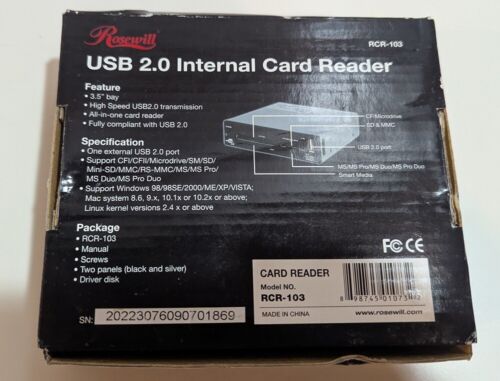 Rosewill
RCR-103
USB 2.0 Internal Card Reader
Feature
• 3.5" bay
• High Speed USB2.0 transmission
• All-in-one card reader
• Fully compliant with USB 2.0
CF/Microdrive
SD & MMC
USB 2.0 port
MS/MS Pro/MS Duo/MS Pro Duo
Smart Media
Specification
• One external USB 2.0 port
• Support CFI/CFII/Microdrive/SM/SD/
Mini-SD/MMC/RS-MMC/MS/MS Pro/
MS Duo/MS Pro Duo
• Support Windows 98/98SE/2000/ME/XP/VISTA;
Mac system 8.6, 9.x, 10.1x or 10.2x or above;
Linux kernel versions 2.4 x or above
Package
• RCR-103
• Manual
• Screws
• Two panels (black and silver)
• Driver disk
FC CE
CARD READER
Model NO.
RCR-103
MADE IN CHINA
8 98745 01073 2
www.rosewill.com
SN: 20223076090701869